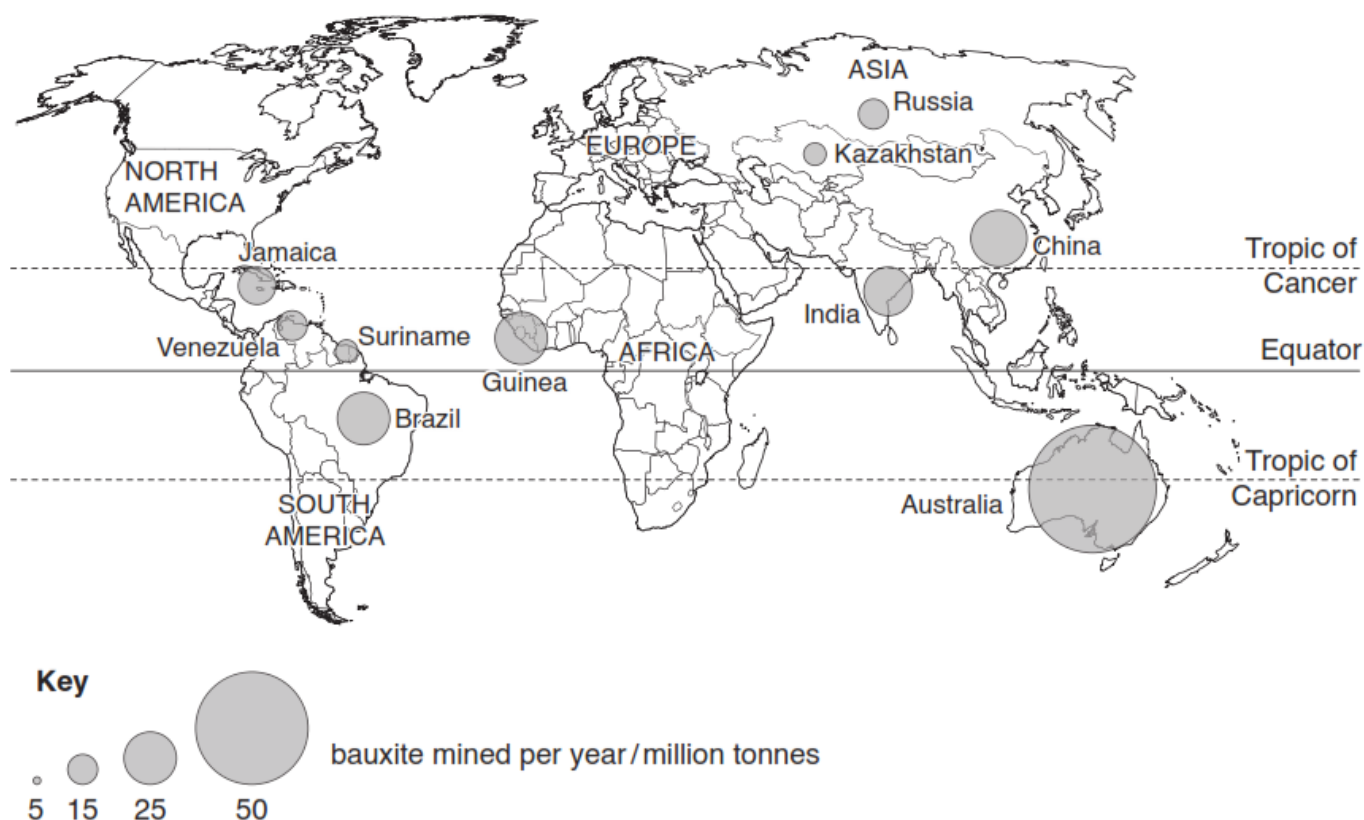 ASIA
Russia
EUROPE
Kazakhstan
NORTH
AMERICA
China
Jamaica
Tropic of
Cancer
India
Venezuela
Suriname
Guinea
AFRICA
Equator
Brazil
Tropic of
Capricorn
SOUTH
AMERICA
Australia
Key
bauxite mined per year/million tonnes
5 15 25 50